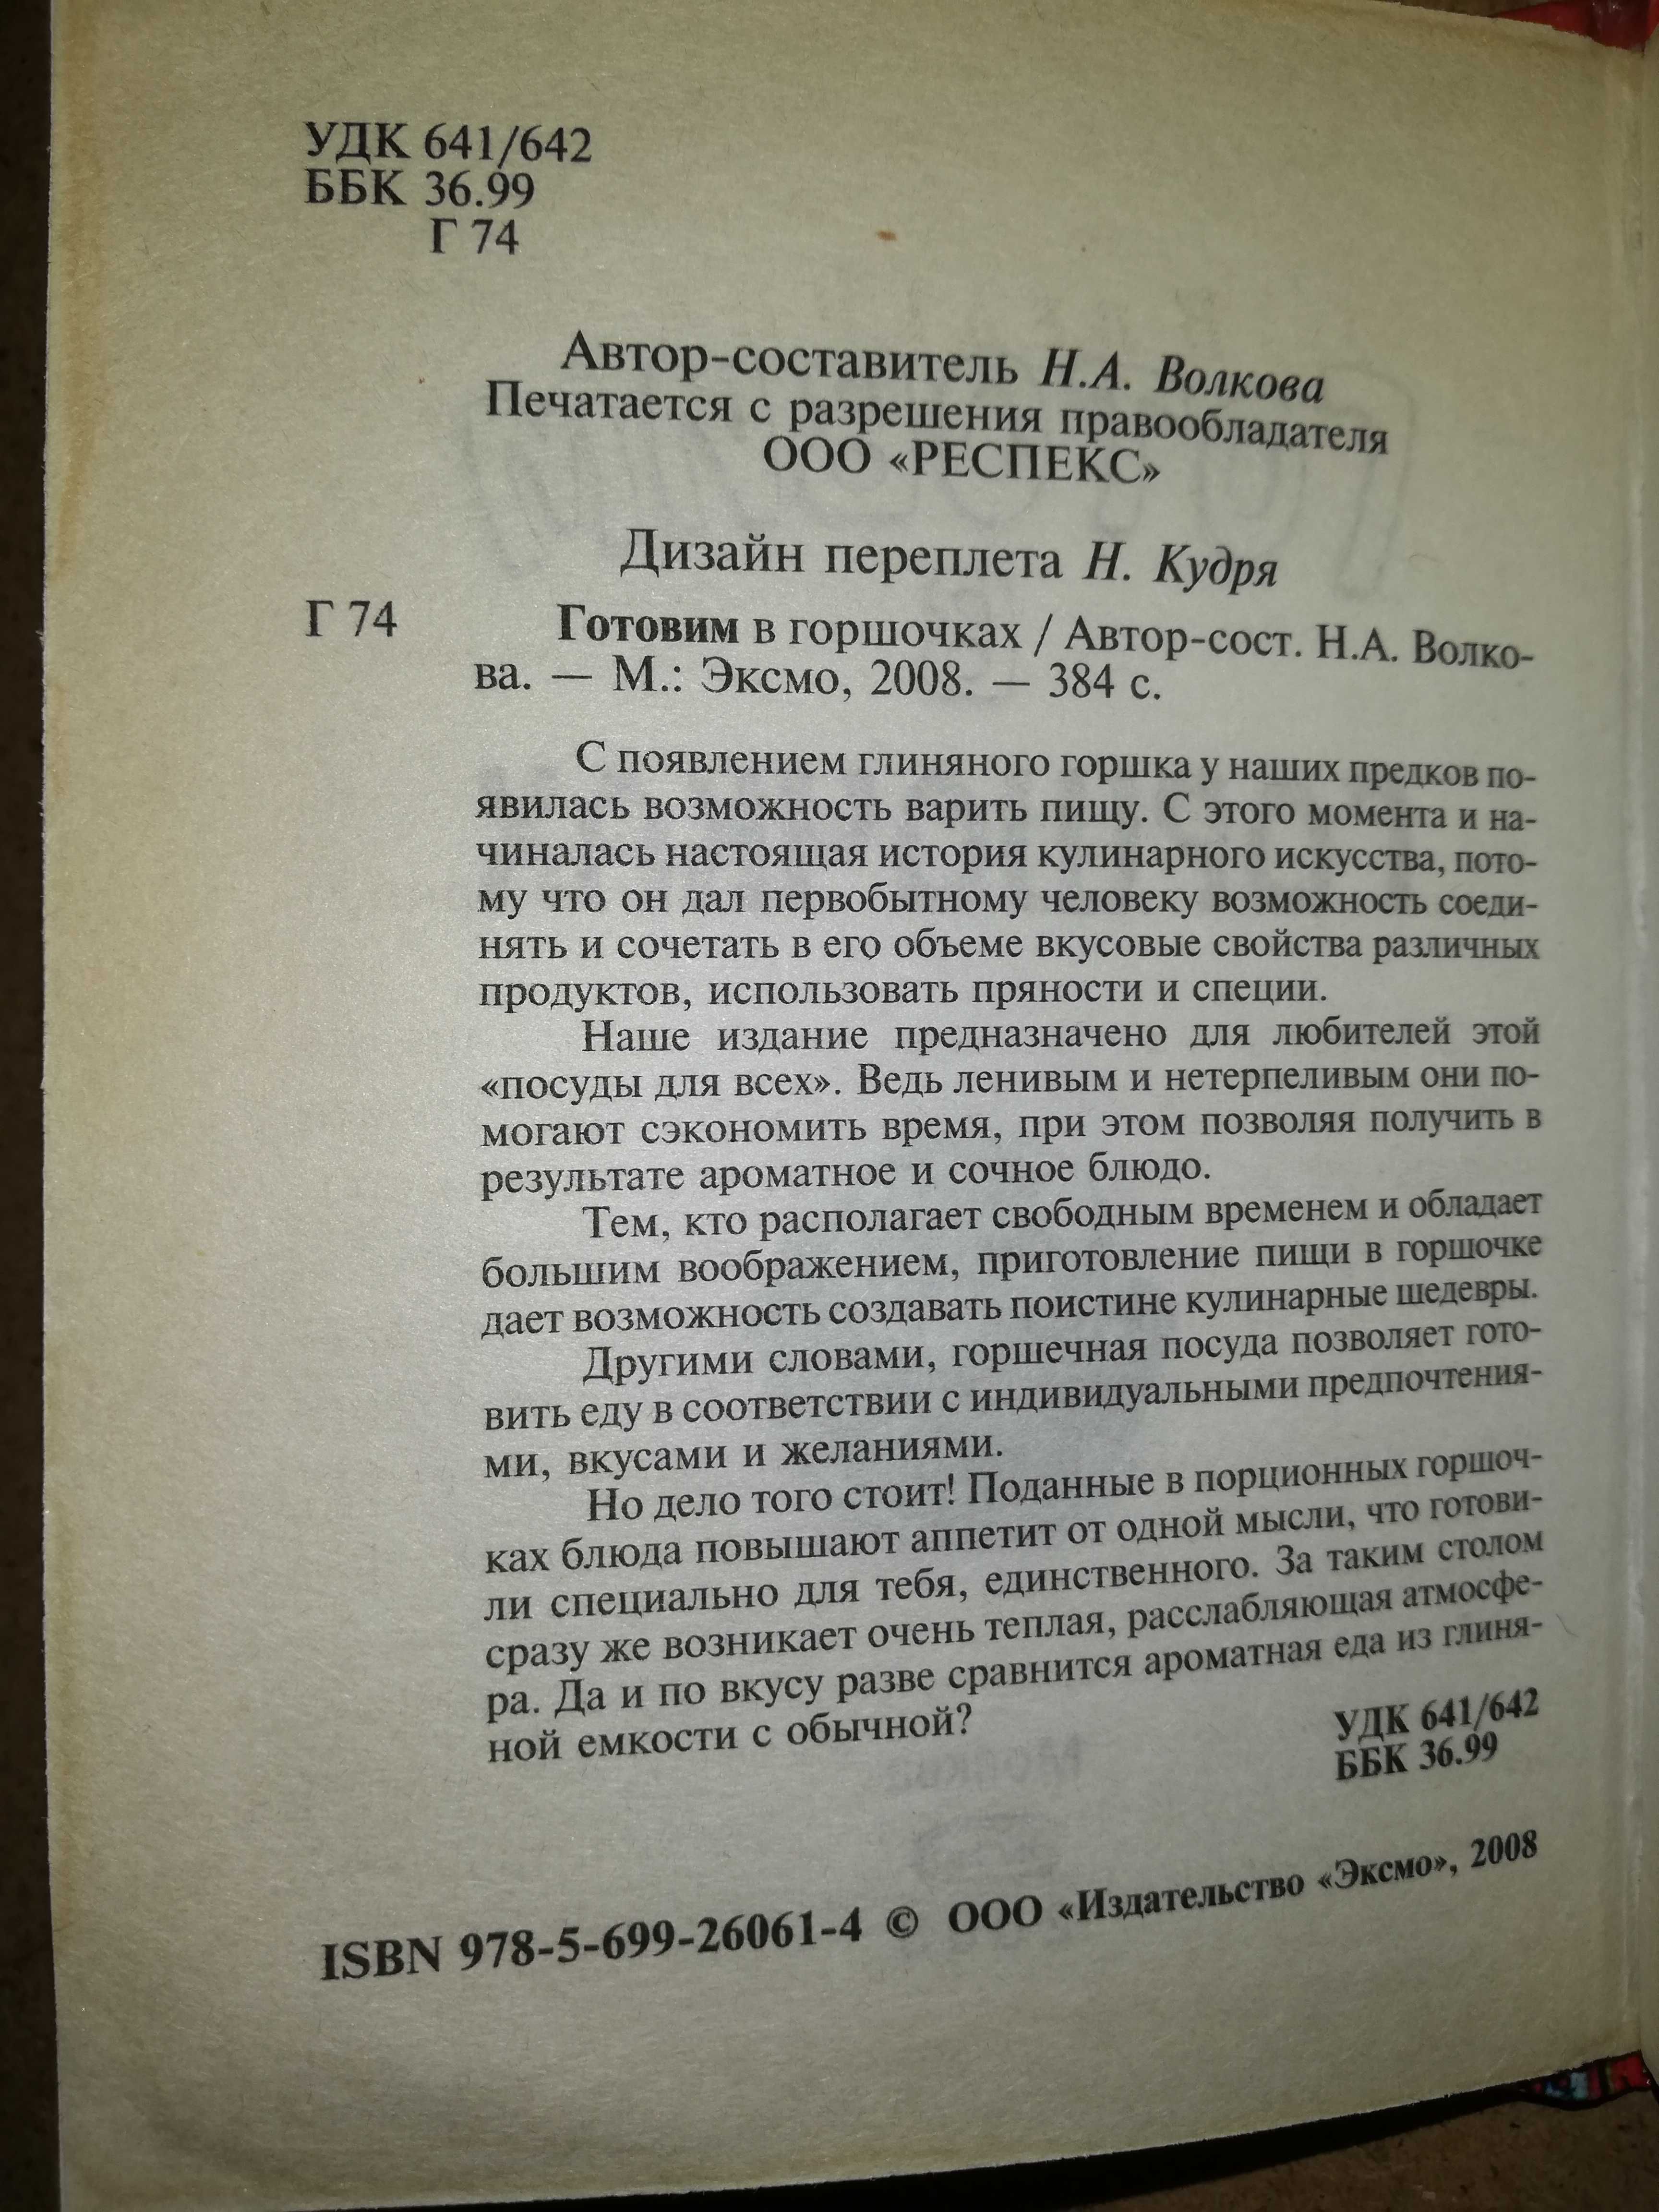 УДК 641/642
ББК 36.99
Г 74
Автор-составитель Н.А. Волкова
Печатается с разрешения правообладателя
ООО «РЕСПЕКС»
Дизайн переплета Н. Кудря
Г 74 Готовим в горшочках / Автор-сост. Н.А. Волко-
ва. — М.: Эксмо, 2008. — 384 с.
С появлением глиняного горшка у наших предков по-
явилась возможность варить пищу. С этого момента и на-
чиналась настоящая история кулинарного искусства, пото-
му что он дал первобытному человеку возможность соеди-
нять и сочетать в его объеме вкусовые свойства различных
продуктов, использовать пряности и специи.
Наше издание предназначено для любителей этой
«посуды для всех». Ведь ленивым и нетерпеливым они по-
могают сэкономить время, при этом позволяя получить в
результате ароматное и сочное блюдо.
Тем, кто располагает свободным временем и обладает
большим воображением, приготовление пищи в горшочке
дает возможность создавать поистине кулинарные шедевры.
Другими словами, горшечная посуда позволяет гото-
вить еду в соответствии с индивидуальными предпочтения-
ми, вкусами и желаниями.
Но дело того стоит! Поданные в порционных горшоч-
ках блюда повышают аппетит от одной мысли, что готови-
ли специально для тебя, единственного. За таким столом
сразу же возникает очень теплая, расслабляющая атмосфе-
ра. Да и по вкусу разве сравнится ароматная еда из глиня-
ной емкости с обычной?
УДК 641/642
ББК 36.99
ISBN 978-5-699-26061-4 © ООО «Издательство «Эксмо», 2008